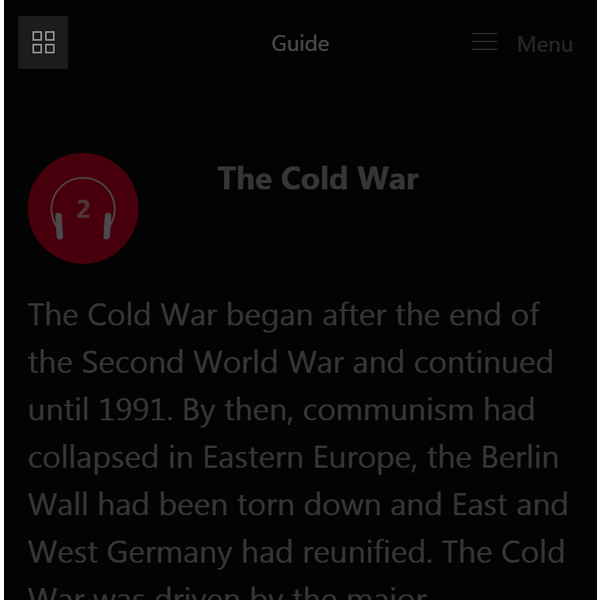 Guide
Menu
The Cold War
2
The Cold War began after the end of
the Second World War and continued
until 1991. By then, communism had
collapsed in Eastern Europe, the Berlin
Wall had been torn down and East and
West Germany had reunified. The Cold
War was driven by the major